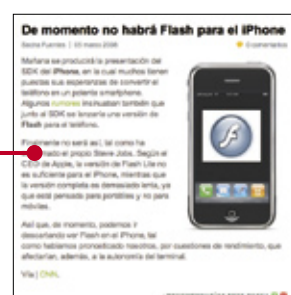 De momento no habrá Flash para el iPhone
Sacha Fuentes | 05 marzo 2008 0 comentarios
Mañana se producirá la presentación del
SDK del iPhone, en la cual muchos tienen
puestas sus esperanzas de convertir el
teléfono en un potente smartphone.
Algunos rumores insinuaban también que
junto al SDK se lanzaría una versión de
Flash para el teléfono.
Finalmente no será así, tal como ha
el propio Steve Jobs. Según el
CEO de Apple, la versión de Flash Lite no
es suficiente para el iPhone, mientras que
la versión completa es demasiado lenta, ya
que está pensada para portátiles y no para
móviles.
Así que, de momento, podemos ir
descartando ver Flash en el iPhone, tal
como habíamos pronosticado nosotros, por cuestiones de rendimiento, que
afectarían, además, a la autonomía del terminal.
Vía | CNN.